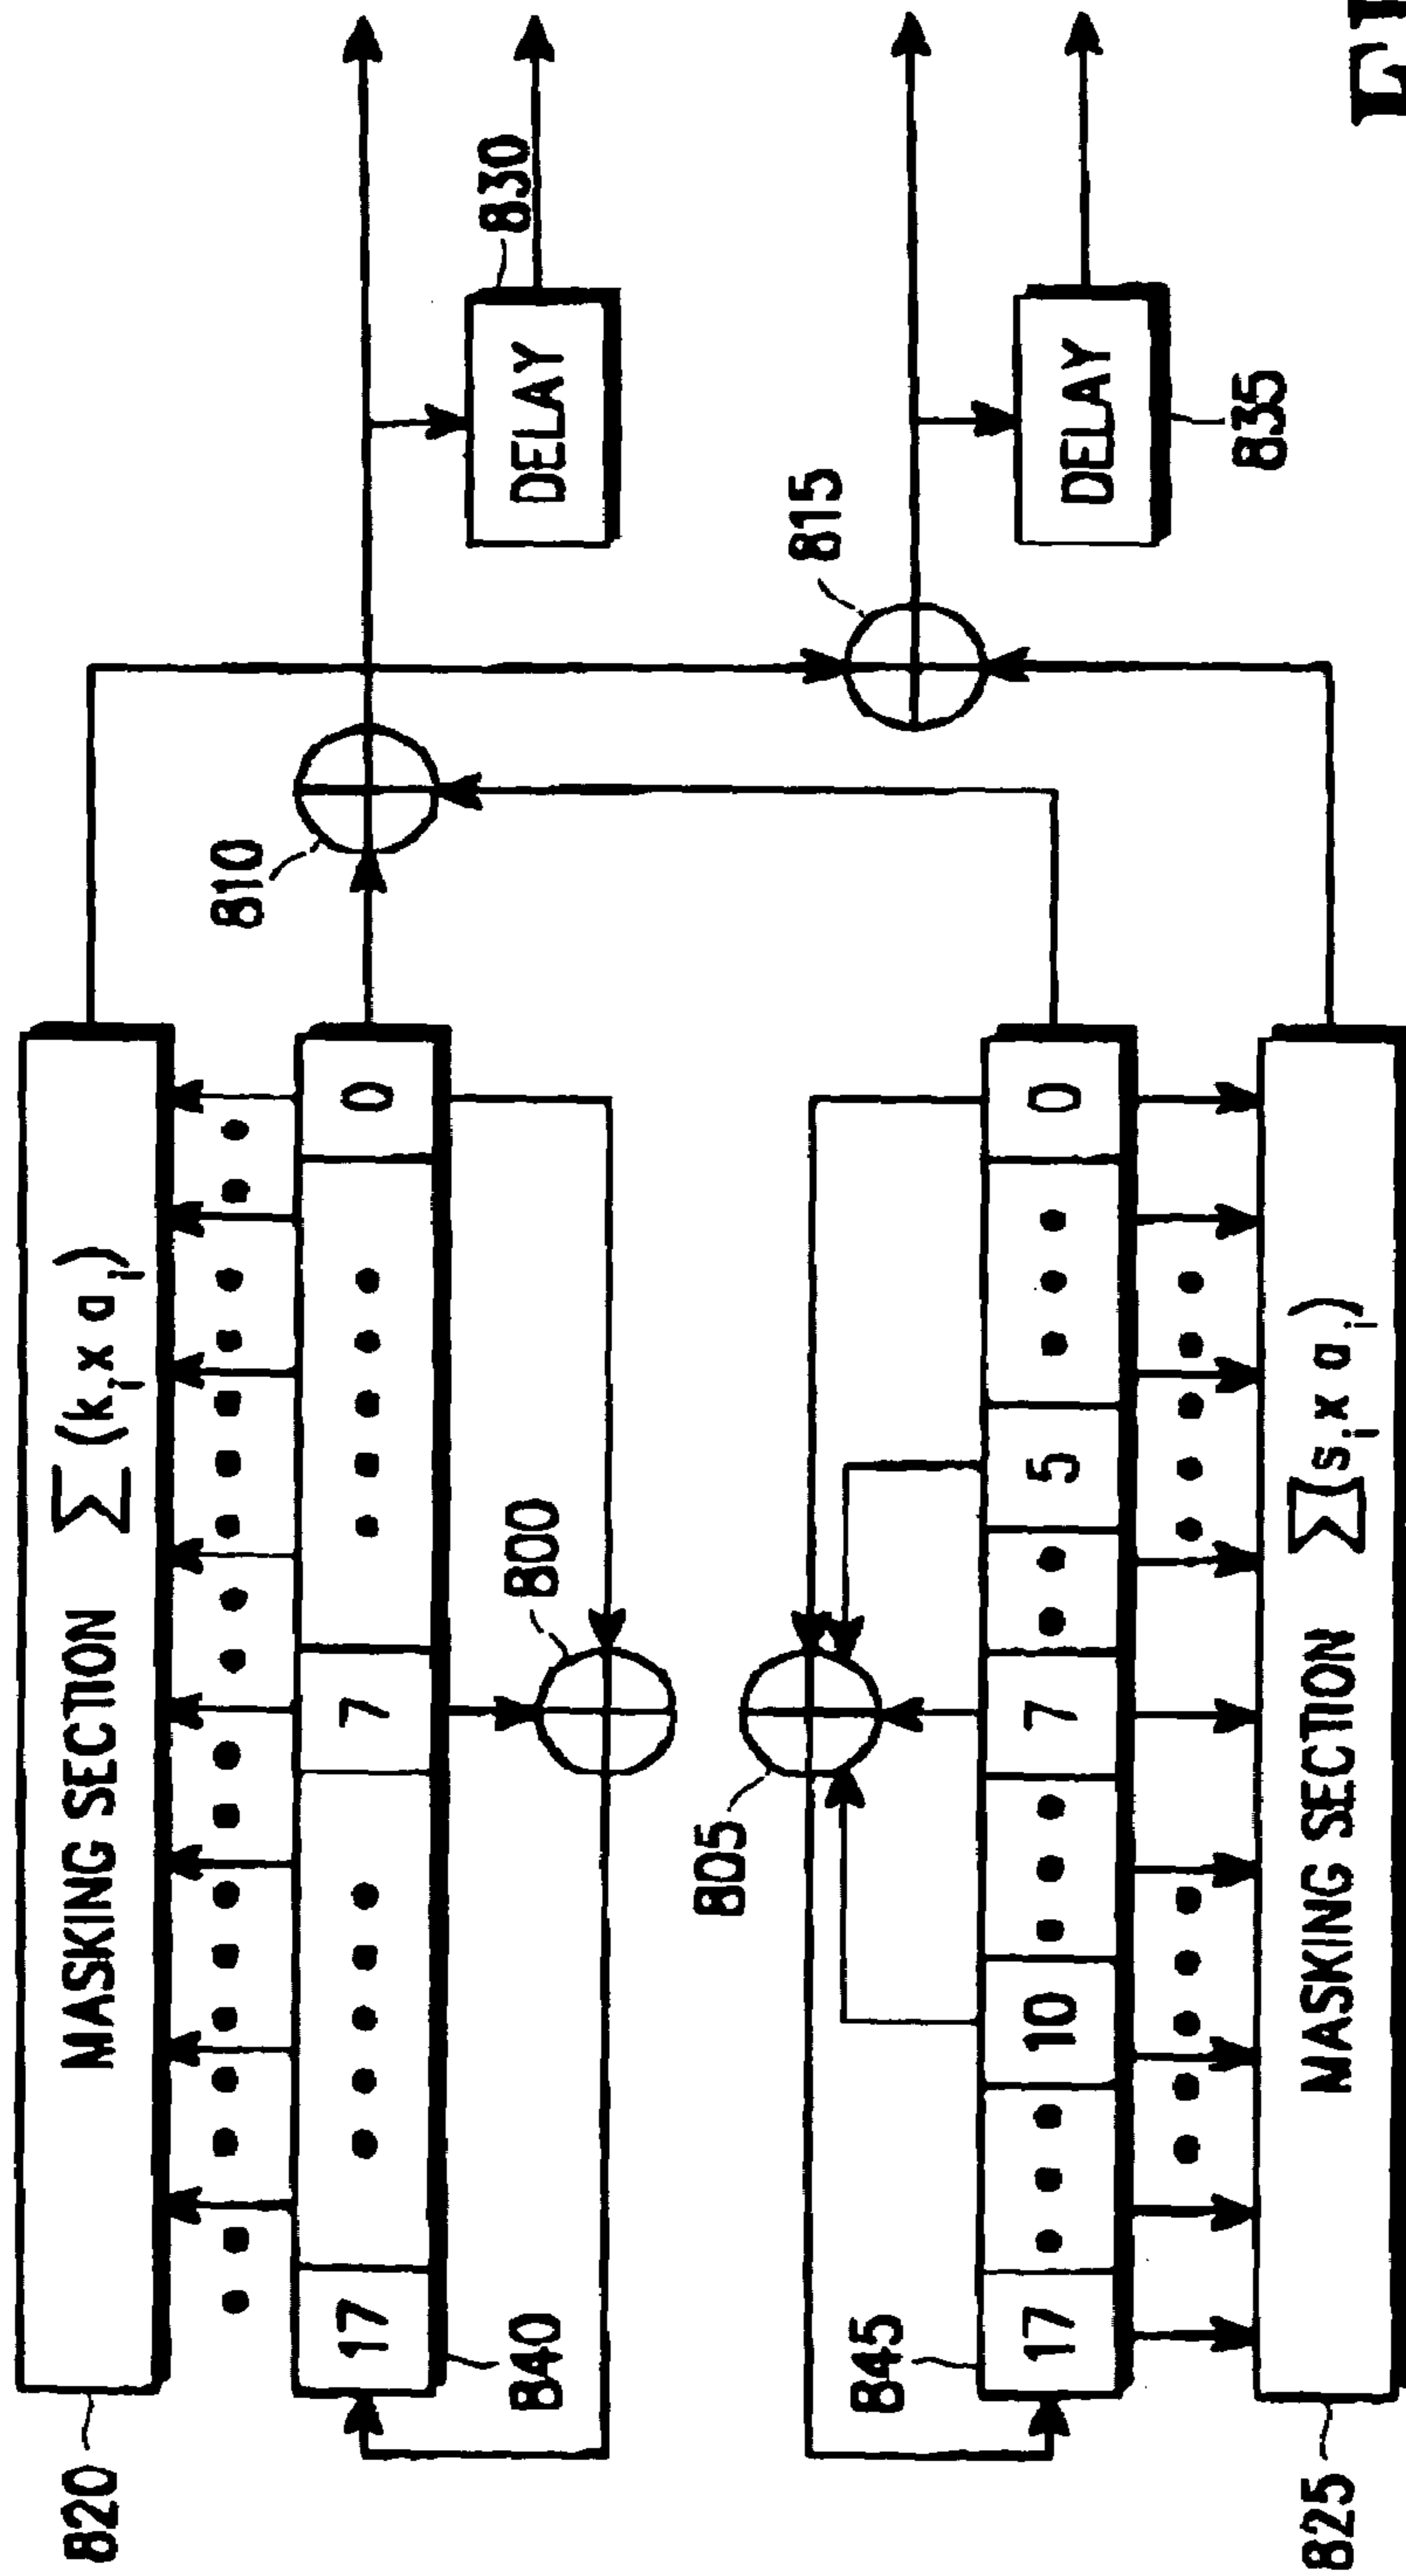 820
MASKING SECTION ∑ (kᵢ x aᵢ)
17 7 0
840
800
810
830
DELAY
805
815
845
17 10 7 5 0
DELAY
835
825
MASKING SECTION ∑(sᵢ x aᵢ)